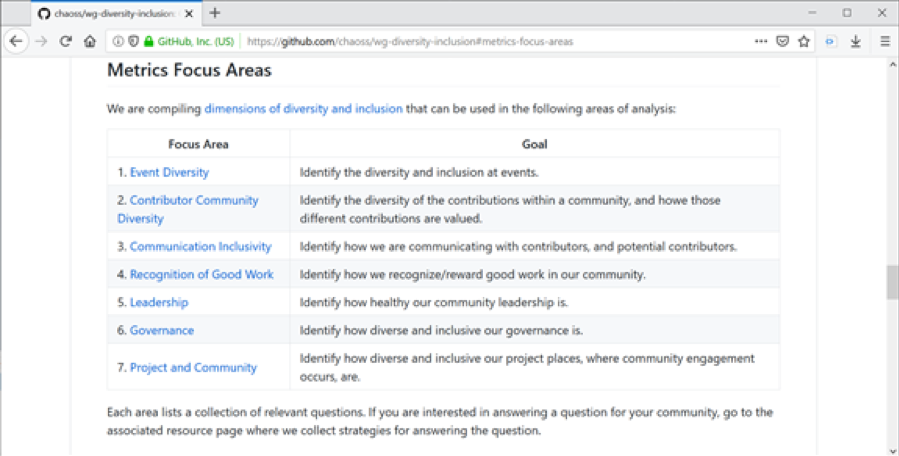 chaoss/wg-diversity-inclusion:
GitHub, Inc. (US) https://github.com/chaoss/wg-diversity-inclusion#metrics-focus-areas
Metrics Focus Areas
We are compiling dimensions of diversity and inclusion that can be used in the following areas of analysis:
Focus Area Goal
1. Event Diversity Identify the diversity and inclusion at events.
2. Contributor Community Diversity Identify the diversity of the contributions within a community, and howe those
different contributions are valued.
3. Communication Inclusivity Identify how we are communicating with contributors, and potential contributors.
4. Recognition of Good Work Identify how we recognize/reward good work in our community.
5. Leadership Identify how healthy our community leadership is.
6. Governance Identify how diverse and inclusive our governance is.
7. Project and Community Identify how diverse and inclusive our project places, where community engagement
occurs, are.
Each area lists a collection of relevant questions. If you are interested in answering a question for your community, go to the
associated resource page where we collect strategies for answering the question.